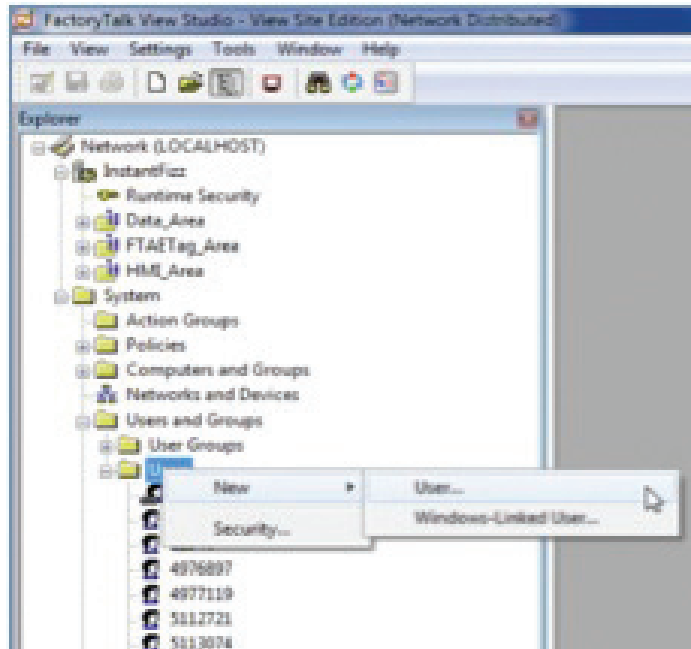 FactoryTalk View Studio - View Site Edition (Network Distributed)
File View Settings Tools Window Help
Explorer
Network (LOCALHOST)
InstantFizz
Runtime Security
Data_Area
FTAETag_Area
HMI_Area
System
Action Groups
Policies
Computers and Groups
Networks and Devices
Users and Groups
User Groups
New
User...
Security...
Windows-Linked User...
4976897
4977119
5112721
5113074